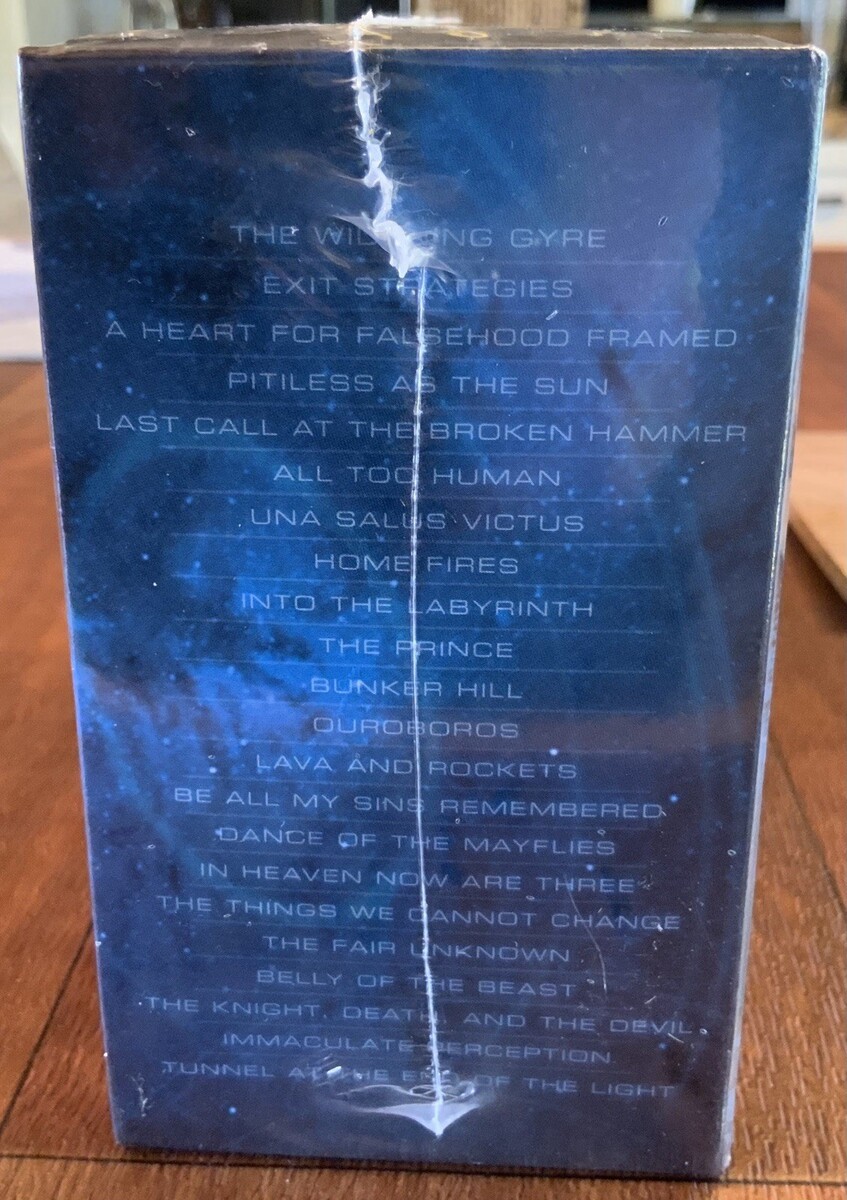 THE WIDENING GYRE
EXIT STRATEGIES
A HEART FOR FALSEHOOD FRAMED
PITILESS AS THE SUN
LAST CALL AT THE BROKEN HAMMER
ALL TOO HUMAN
UNA SALUS VICTUS
HOME FIRES
INTO THE LABYRINTH
THE PRINCE
BUNKER HILL
OUROBOROS
LAVA AND ROCKETS
BE ALL MY SINS REMEMBERED
DANCE OF THE MAYFLIES
IN HEAVEN NOW ARE THREE
THE THINGS WE CANNOT CHANGE
THE FAIR UNKNOWN
BELLY OF THE BEAST
THE KNIGHT, DEATH, AND THE DEVIL
IMMACULATE PERCEPTION
TUNNEL AT THE END OF THE LIGHT